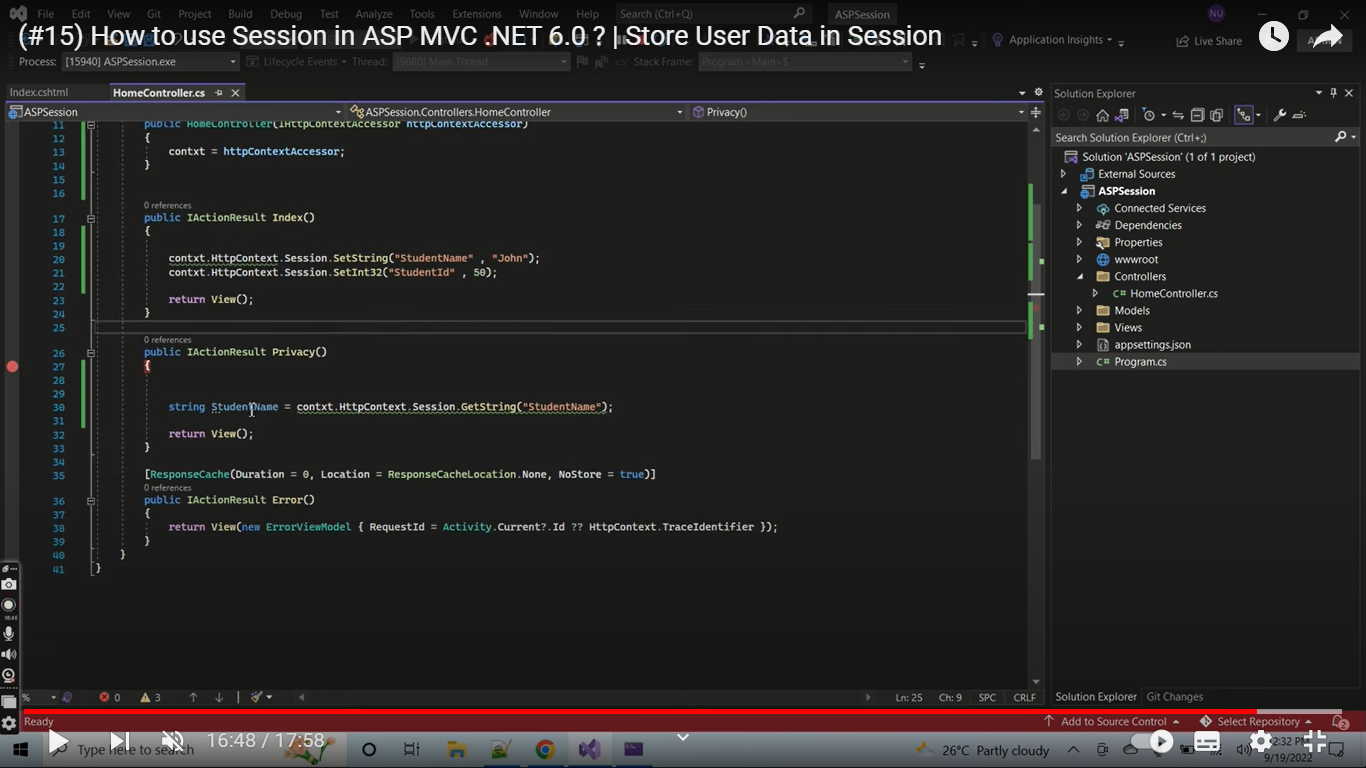 File Edit View Git Project Build Debug Test Analyze Tools Extensions Window Help Search (Ctrl+Q) ASPSession NU
(#15) How to use Session in ASP MVC .NET 6.0 ? | Store User Data in Session
Application Insights Live Share
Process: [15940] ASPSession.exe Lifecycle Events Thread: [9880] Main Thread Stack Frame: Program.<Main>$
Index.cshtml HomeController.cs
Solution Explorer
ASPSession ASPSession.Controllers.HomeController Privacy()
11 public HomeController(IHttpContextAccessor httpContextAccessor)
12 {
13 contxt = httpContextAccessor;
14 }
15
16
0 references
17 public IActionResult Index()
18 {
19
20 contxt.HttpContext.Session.SetString("StudentName" , "John");
21 contxt.HttpContext.Session.SetInt32("StudentId" , 50);
22
23 return View();
24 }
25
0 references
26 public IActionResult Privacy()
27 {
28
29
30 string StudentName = contxt.HttpContext.Session.GetString("StudentName");
31
32 return View();
33 }
34
35 [ResponseCache(Duration = 0, Location = ResponseCacheLocation.None, NoStore = true)]
0 references
36 public IActionResult Error()
37 {
38 return View(new ErrorViewModel { RequestId = Activity.Current?.Id ?? HttpContext.TraceIdentifier });
39 }
40 }
41 }
Search Solution Explorer (Ctrl+;)
Solution 'ASPSession' (1 of 1 project)
External Sources
ASPSession
Connected Services
Dependencies
Properties
wwwroot
Controllers
C# HomeController.cs
Models
Views
appsettings.json
C# Program.cs
% 0 3 Ln: 25 Ch: 9 SPC CRLF
Solution Explorer Git Changes
Ready Add to Source Control Select Repository 2
Type here to search
16:48 / 17:58
26°C Partly cloudy
2:32 PM
9/19/2022